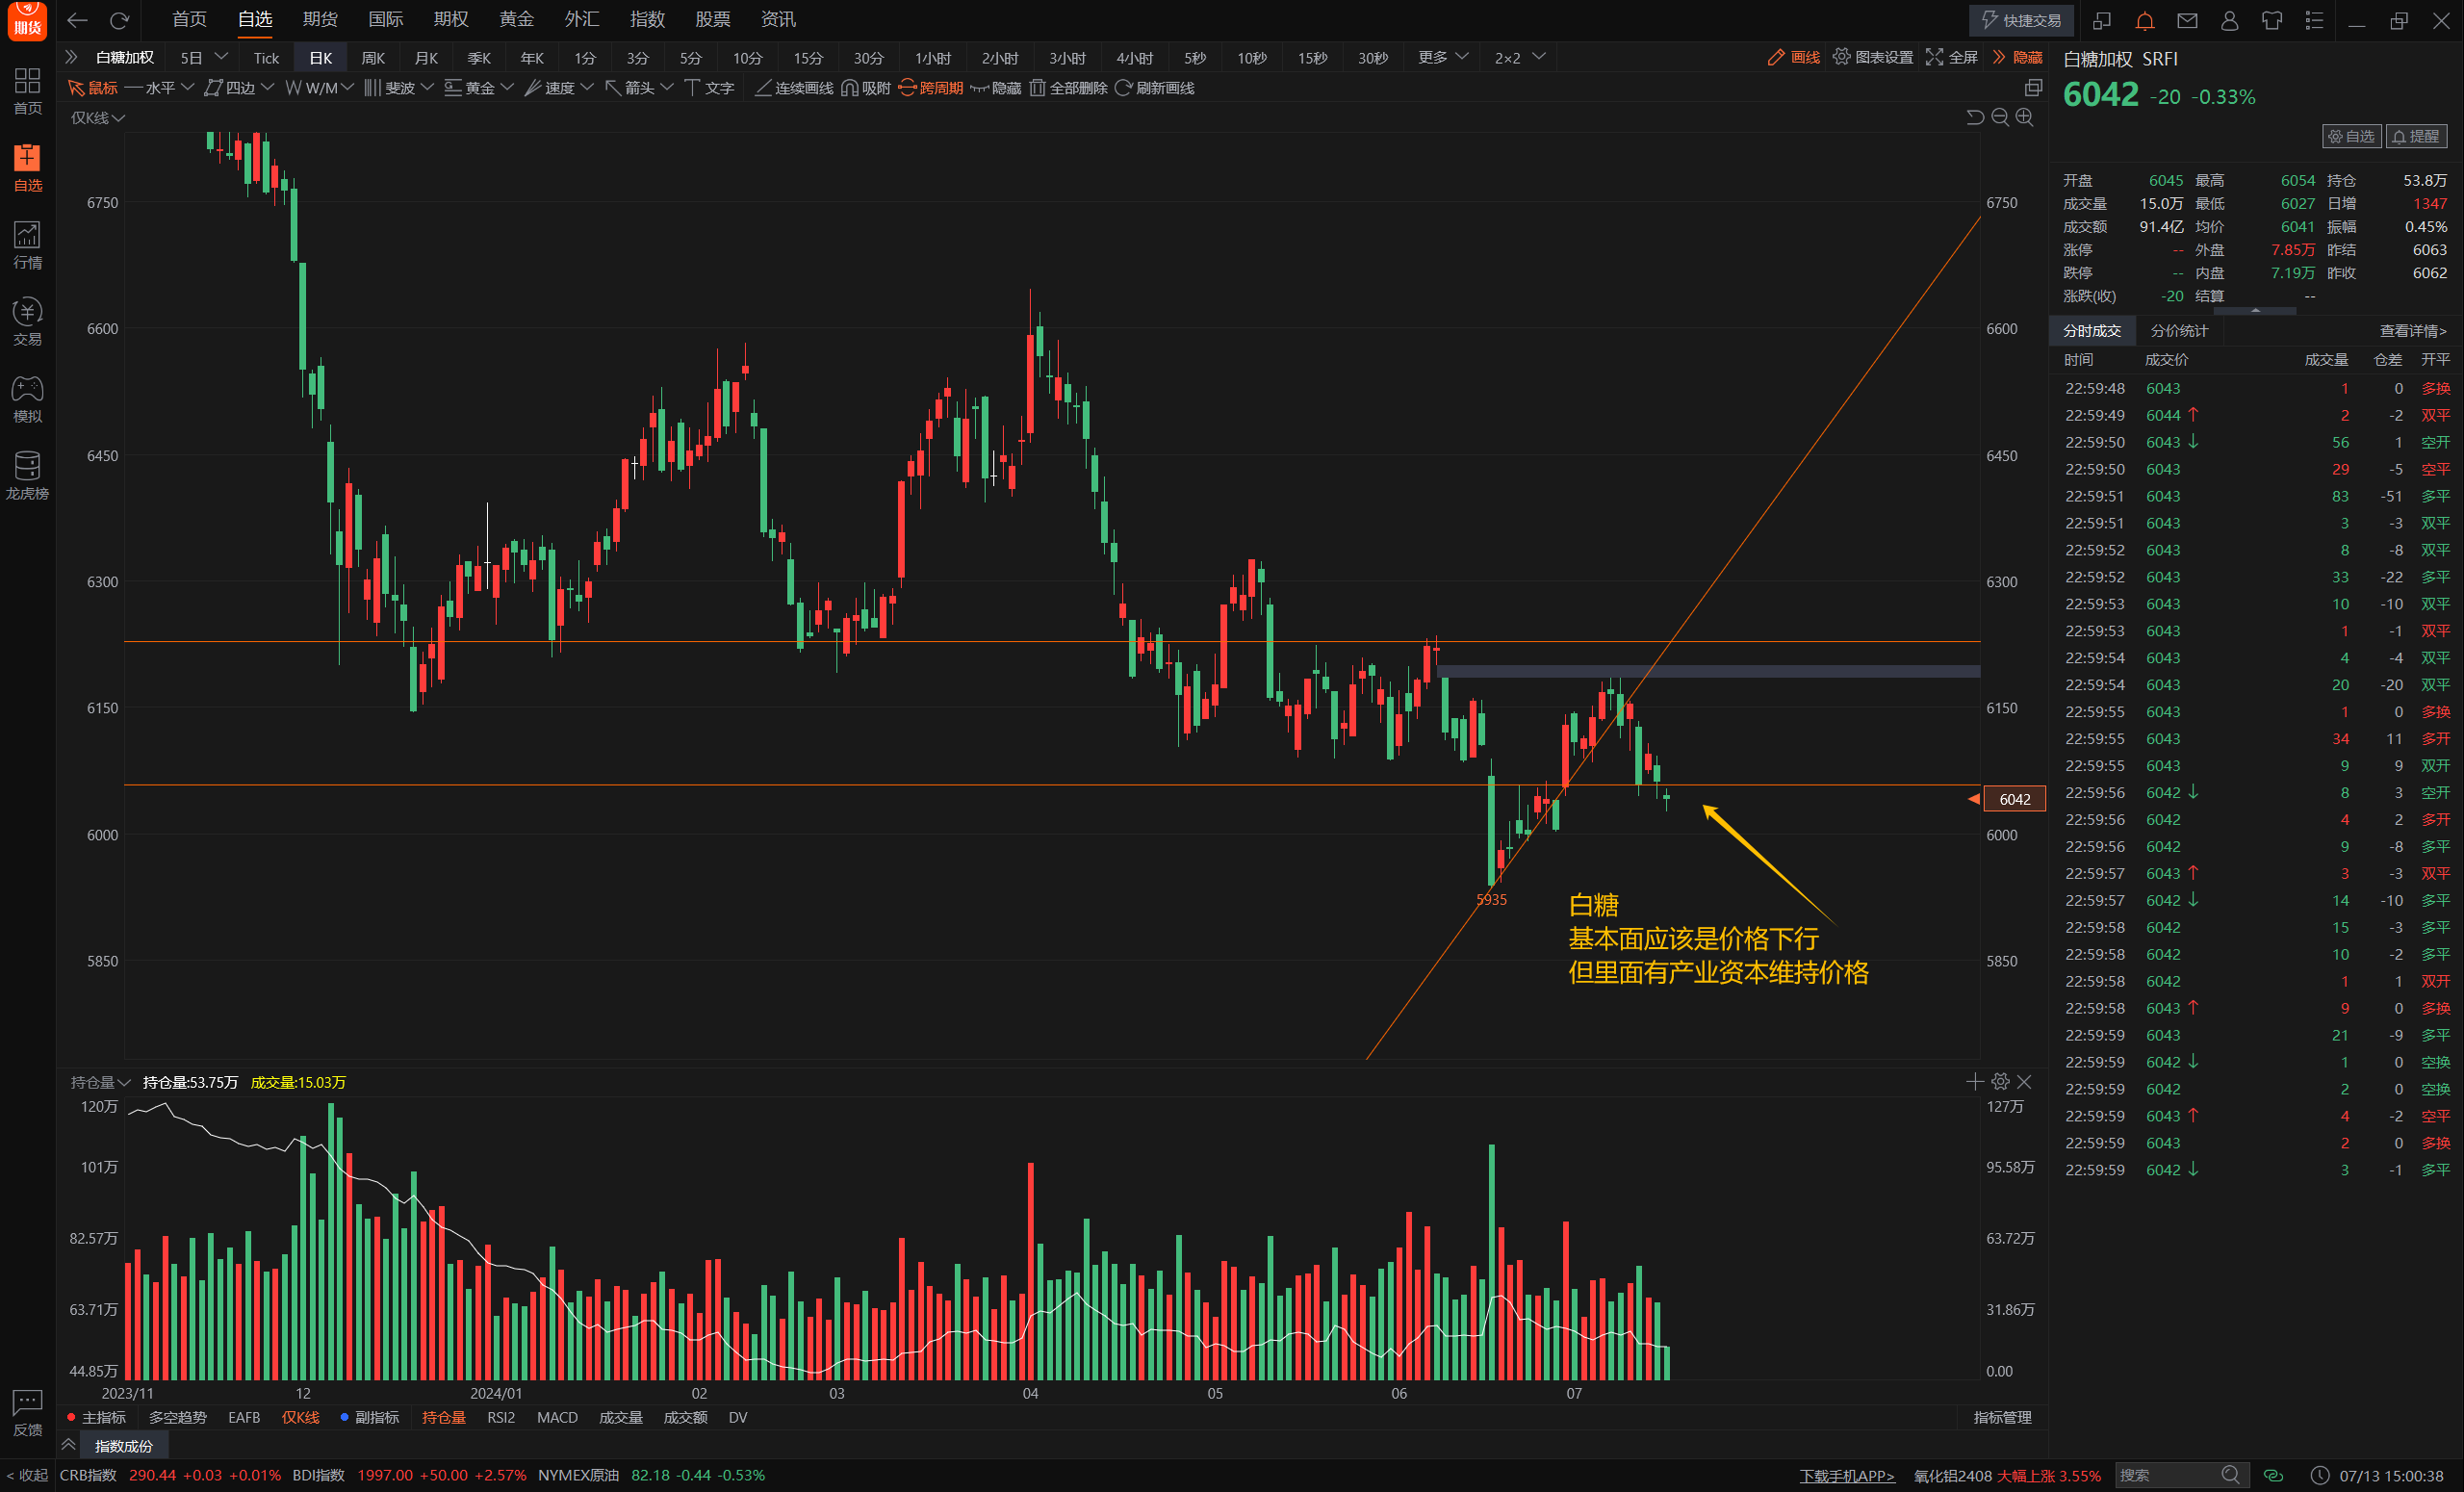 期货
首页 自选 期货 国际 期权 黄金 外汇 指数 股票 资讯
快捷交易
白糖加权 5日 Tick 日K 周K 月K 季K 年K 1分 3分 5分 10分 15分 30分 1小时 2小时 3小时 4小时 5秒 10秒 15秒 30秒 更多 2×2
画线 图表设置 全屏 隐藏
鼠标 水平 四边 W/M 斐波 黄金 速度 箭头 文字 连续画线 吸附 跨周期 隐藏 全部删除 刷新画线
首页
自选
行情
交易
模拟
龙虎榜
反馈
< 收起
仅K线
6750 6750
6600 6600
6450 6450
6300 6300
6150 6150
6042
6000 6000
5850 5850
5935
白糖
基本面应该是价格下行
但里面有产业资本维持价格
持仓量 持仓量:53.75万 成交量:15.03万
120万 127万
101万 95.58万
82.57万 63.72万
63.71万 31.86万
44.85万 0.00
2023/11 12 2024/01 02 03 04 05 06 07
主指标 多空趋势 EAFB 仅K线 副指标 持仓量 RSI2 MACD 成交量 成交额 DV 指标管理
指数成份
白糖加权 SRFI
6042 -20 -0.33%
自选 提醒
开盘 6045 最高 6054 持仓 53.8万
成交量 15.0万 最低 6027 日增 1347
成交额 91.4亿 均价 6041 振幅 0.45%
涨停 -- 外盘 7.85万 昨结 6063
跌停 -- 内盘 7.19万 昨收 6062
涨跌(收) -20 结算 --
分时成交 分价统计 查看详情>
时间 成交价 成交量 仓差 开平
22:59:48 6043 1 0 多换
22:59:49 6044 ↑ 2 -2 双平
22:59:50 6043 ↓ 56 1 空开
22:59:50 6043 29 -5 空平
22:59:51 6043 83 -51 多平
22:59:51 6043 3 -3 双平
22:59:52 6043 8 -8 双平
22:59:52 6043 33 -22 多平
22:59:53 6043 10 -10 双平
22:59:53 6043 1 -1 双平
22:59:54 6043 4 -4 双平
22:59:54 6043 20 -20 双平
22:59:55 6043 1 0 多换
22:59:55 6043 34 11 多开
22:59:55 6043 9 9 双开
22:59:56 6042 ↓ 8 3 空开
22:59:56 6042 4 2 多开
22:59:56 6042 9 -8 多平
22:59:57 6043 ↑ 3 -3 双平
22:59:57 6042 ↓ 14 -10 多平
22:59:58 6042 15 -3 多平
22:59:58 6042 10 -2 多平
22:59:58 6042 1 1 双开
22:59:58 6043 ↑ 9 0 多换
22:59:59 6043 21 -9 多平
22:59:59 6042 ↓ 1 0 空换
22:59:59 6042 2 0 空换
22:59:59 6043 ↑ 4 -2 空平
22:59:59 6043 2 0 多换
22:59:59 6042 ↓ 3 -1 多平
CRB指数 290.44 +0.03 +0.01% BDI指数 1997.00 +50.00 +2.57% NYMEX原油 82.18 -0.44 -0.53%
下载手机APP> 氧化铝2408 大幅上涨 3.55% 搜索 07/13 15:00:38